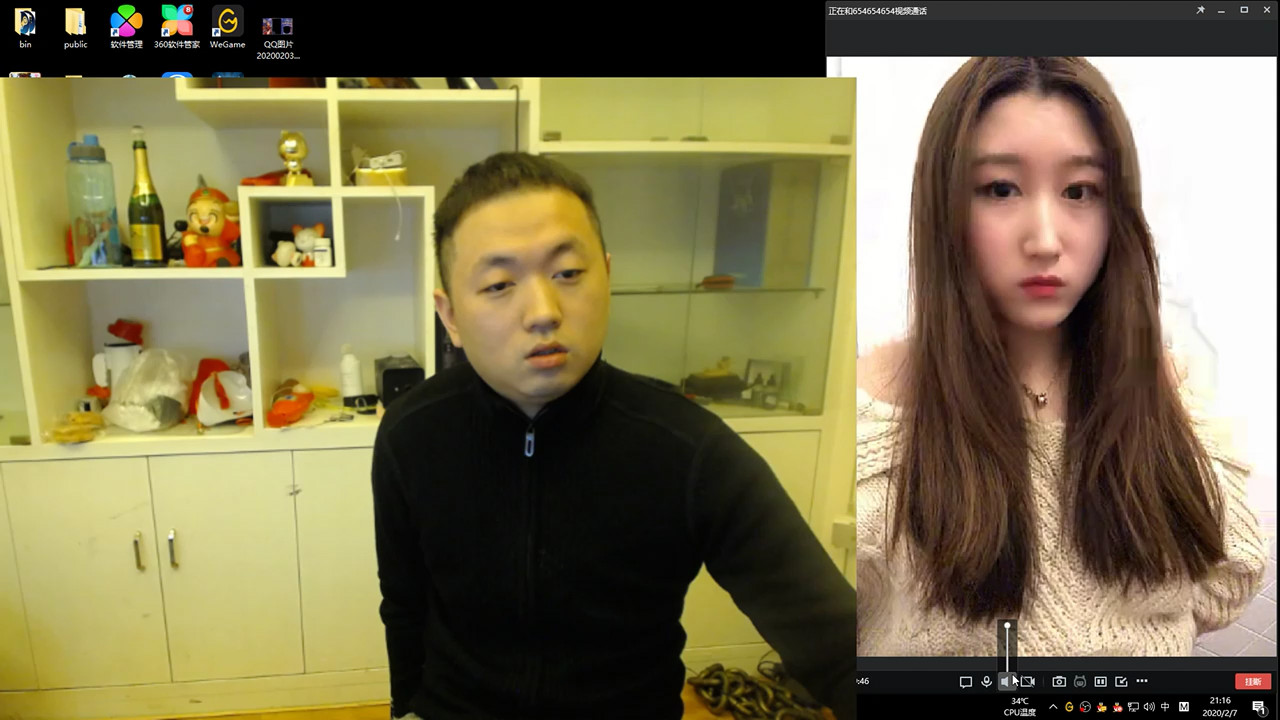 正在和654654654视频通话
bin
public
软件管理
360软件管家
WeGame
QQ图片
20200203...
:46
挂断
34℃
CPU温度
中
M
21:16
2020/2/7